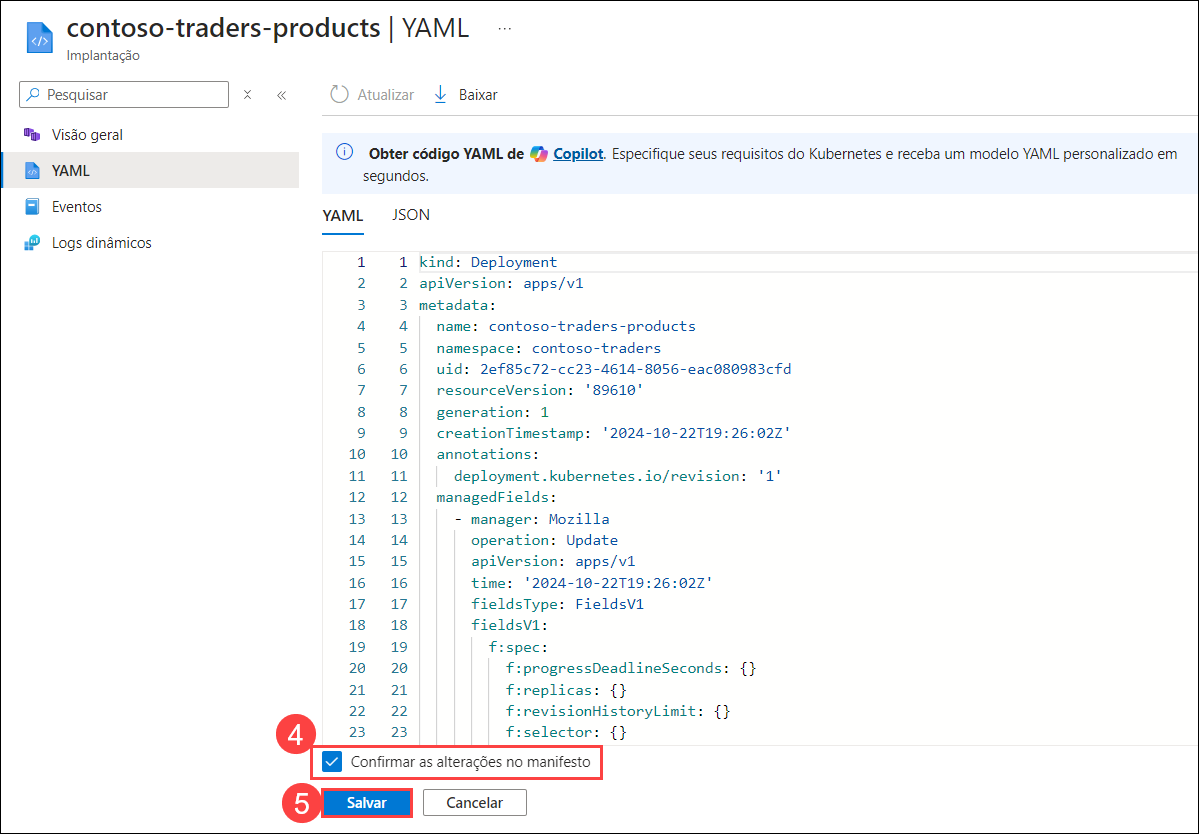 contoso-traders-products | YAML ...
Implantação
Pesquisar
Atualizar Baixar
Visão geral
YAML
Eventos
Logs dinâmicos
Obter código YAML de Copilot. Especifique seus requisitos do Kubernetes e receba um modelo YAML personalizado em
segundos.
YAML JSON
1 1 kind: Deployment
2 2 apiVersion: apps/v1
3 3 metadata:
4 4 name: contoso-traders-products
5 5 namespace: contoso-traders
6 6 uid: 2ef85c72-cc23-4614-8056-eac080983cfd
7 7 resourceVersion: '89610'
8 8 generation: 1
9 9 creationTimestamp: '2024-10-22T19:26:02Z'
10 10 annotations:
11 11 deployment.kubernetes.io/revision: '1'
12 12 managedFields:
13 13 - manager: Mozilla
14 14 operation: Update
15 15 apiVersion: apps/v1
16 16 time: '2024-10-22T19:26:02Z'
17 17 fieldsType: FieldsV1
18 18 fieldsV1:
19 19 f:spec:
20 20 f:progressDeadlineSeconds: {}
21 21 f:replicas: {}
22 22 f:revisionHistoryLimit: {}
23 23 f:selector: {}
4 Confirmar as alterações no manifesto
5 Salvar Cancelar